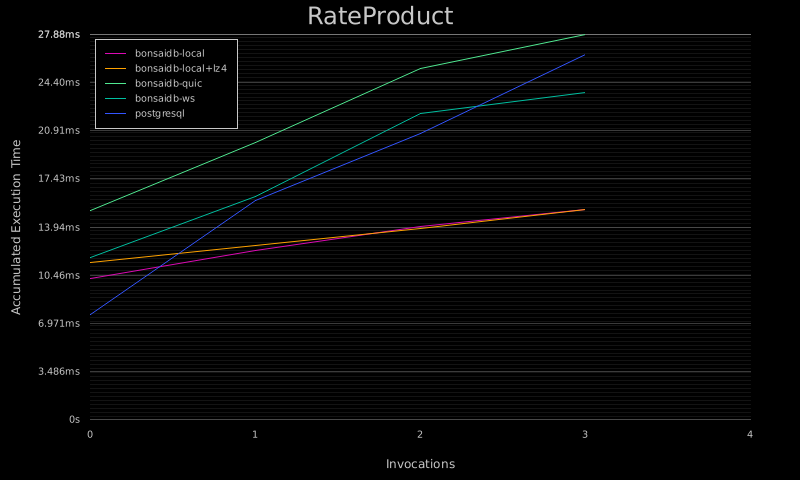 RateProduct
27.88ms
24.40ms
20.91ms
17.43ms
13.94ms
10.46ms
6.971ms
3.486ms
0s
bonsaidb-local
bonsaidb-local+lz4
bonsaidb-quic
bonsaidb-ws
postgresql
Accumulated Execution Time
0 1 2 3 4
Invocations